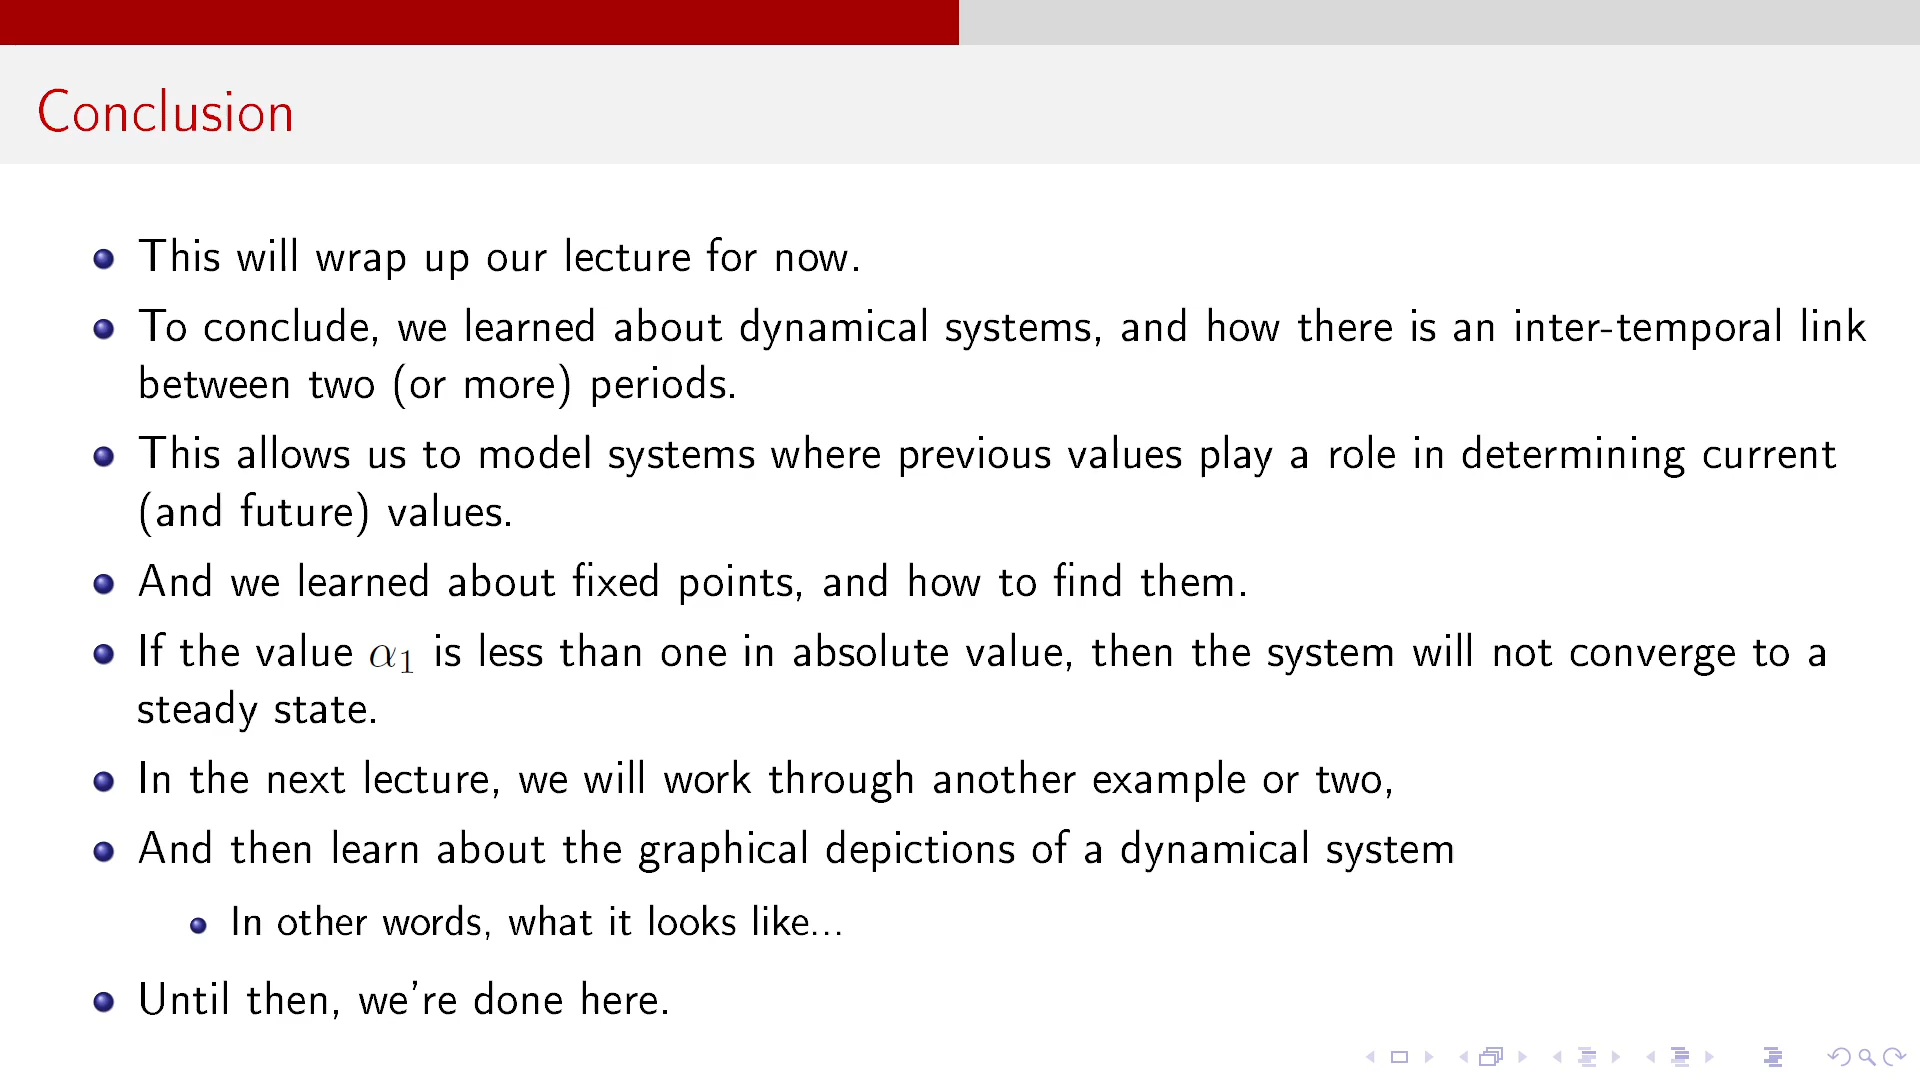 Conclusion
This will wrap up our lecture for now.
To conclude, we learned about dynamical systems, and how there is an inter-temporal link
between two (or more) periods.
This allows us to model systems where previous values play a role in determining current
(and future) values.
And we learned about fixed points, and how to find them.
If the value α₁ is less than one in absolute value, then the system will not converge to a
steady state.
In the next lecture, we will work through another example or two,
And then learn about the graphical depictions of a dynamical system
In other words, what it looks like...
Until then, we're done here.